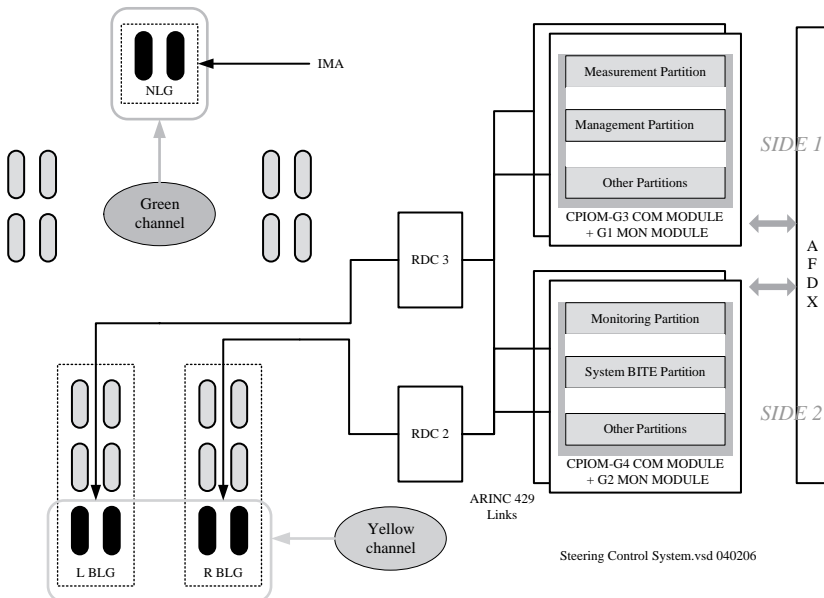 NLG
IMA
Green
channel
RDC 3
RDC 2
Measurement Partition
Management Partition
Other Partitions
CPIOM-G3 COM MODULE
+ G1 MON MODULE
SIDE 1
A
F
D
X
Monitoring Partition
System BITE Partition
Other Partitions
CPIOM-G4 COM MODULE
+ G2 MON MODULE
SIDE 2
ARINC 429
Links
Yellow
channel
L BLG
R BLG
Steering Control System.vsd 040206